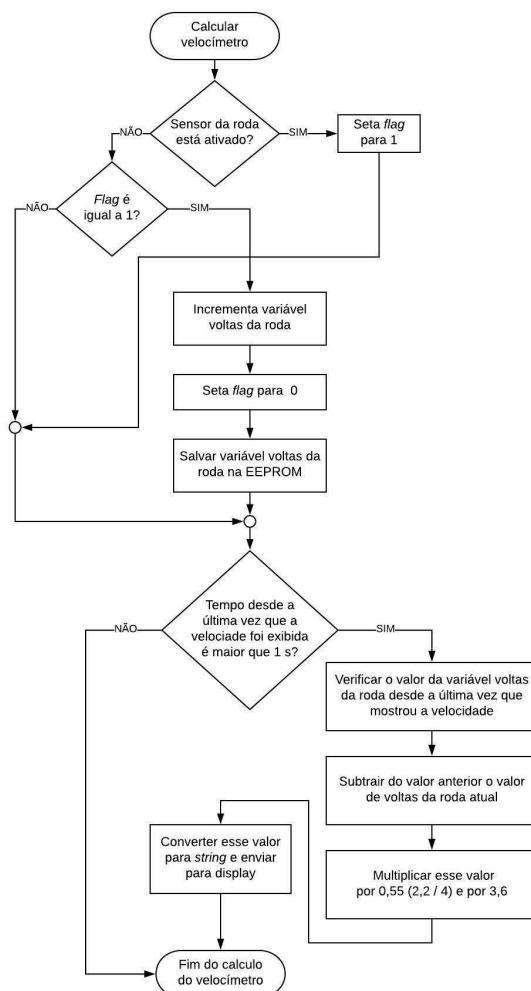 Calcular
velocímetro
Sensor da roda
está ativado?
NÃO
SIM
Seta flag
para 1
Flag é
igual a 1?
NÃO
SIM
Incrementa variável
voltas da roda
Seta flag para 0
Salvar variável voltas da
roda na EEPROM
Tempo desde a
última vez que a
velociade foi exibida
é maior que 1 s?
NÃO
SIM
Verificar o valor da variável voltas
da roda desde a última vez que
mostrou a velocidade
Subtrair do valor anterior o valor
de voltas da roda atual
Multiplicar esse valor
por 0,55 (2,2 / 4) e por 3,6
Converter esse valor
para string e enviar
para display
Fim do calculo
do velocímetro